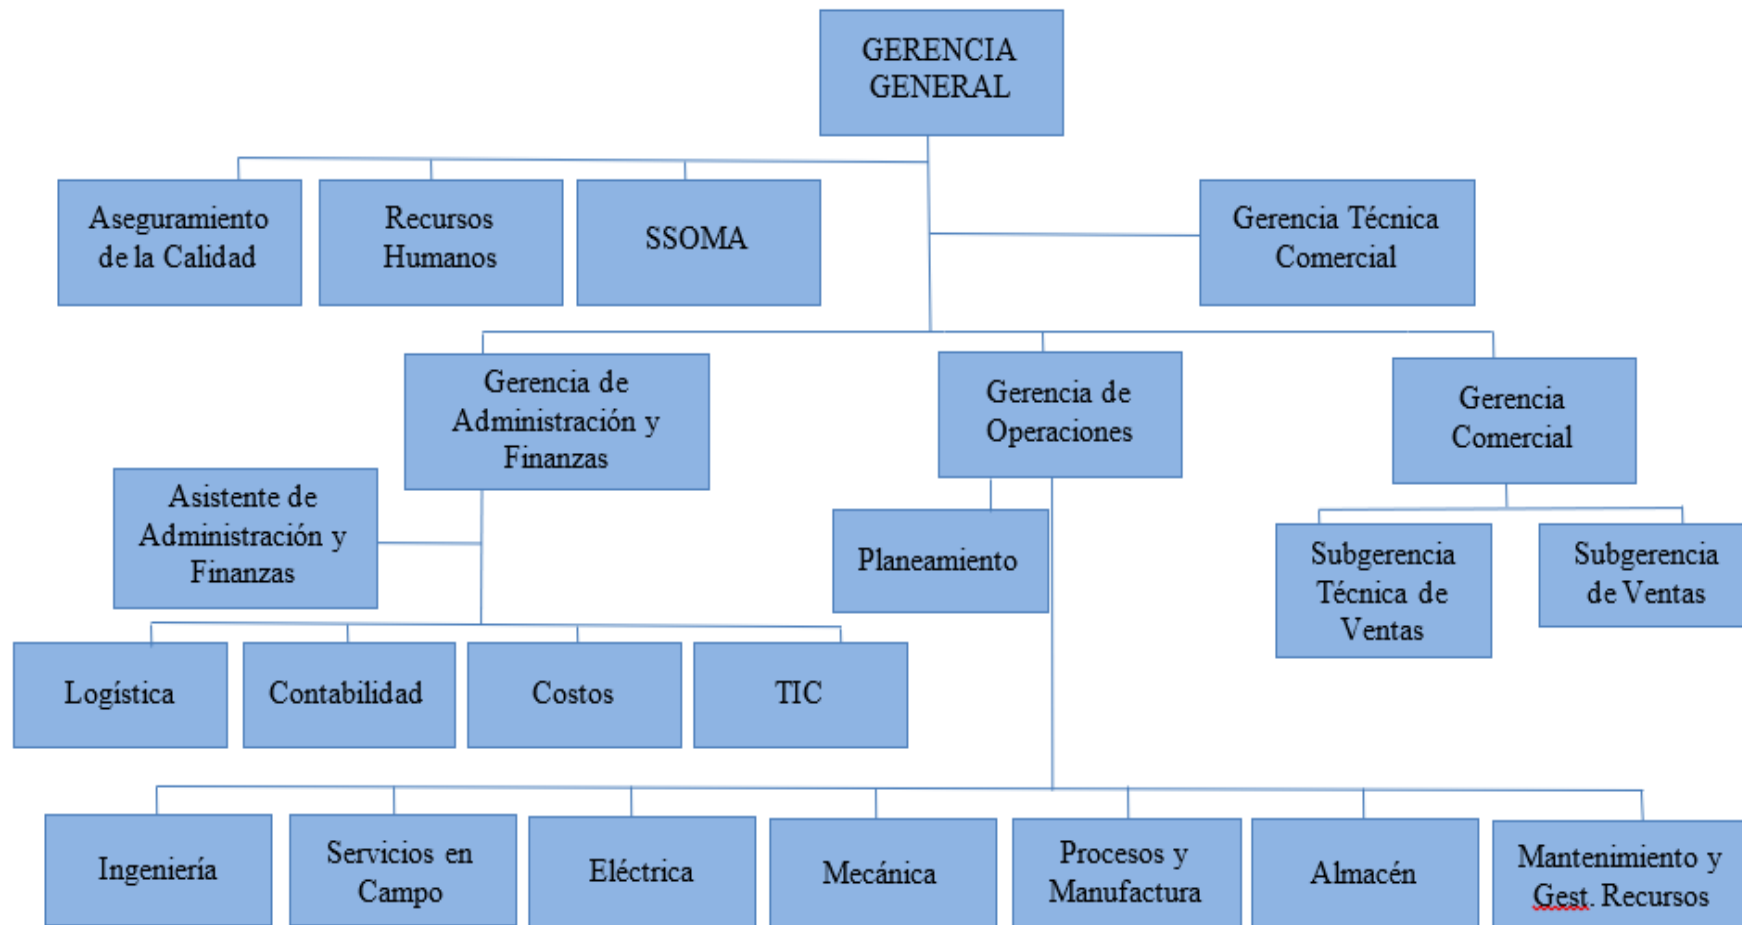 GERENCIA
GENERAL
Aseguramiento
de la Calidad
Recursos
Humanos
SSOMA
Gerencia Técnica
Comercial
Gerencia de
Administración y
Finanzas
Gerencia de
Operaciones
Gerencia
Comercial
Asistente de
Administración y
Finanzas
Planeamiento
Subgerencia
Técnica de
Ventas
Subgerencia
de Ventas
Logística
Contabilidad
Costos
TIC
Ingeniería
Servicios en
Campo
Eléctrica
Mecánica
Procesos y
Manufactura
Almacén
Mantenimiento y
Gest. Recursos